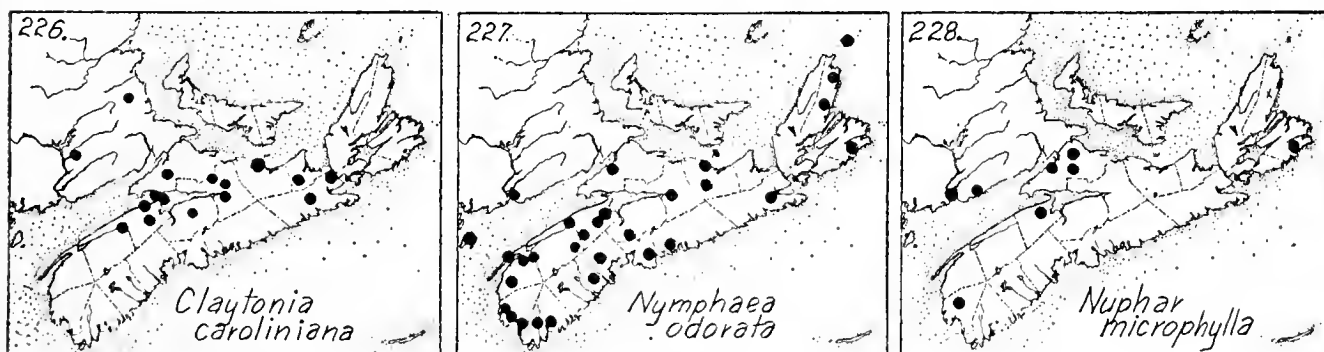 226.
Claytonia
caroliniana
227.
Nymphaea
odorata
228.
Nuphar
microphylla